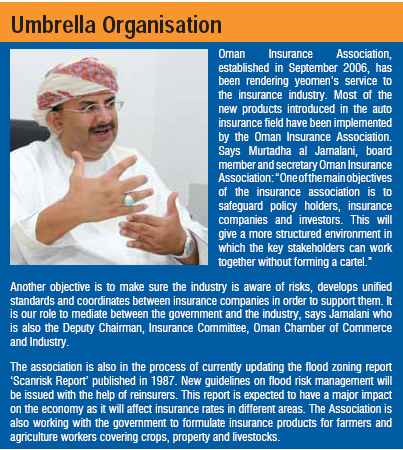 Umbrella Organisation
Oman Insurance Association,
established in September 2006, has
been rendering yeomen's service to
the insurance industry. Most of the
new products introduced in the auto
insurance field have been implemented
by the Oman Insurance Association.
Says Murtadha al Jamalani, board
member and secretary Oman Insurance
Association: “One of the main objectives
of the insurance association is to
safeguard policy holders, insurance
companies and investors. This will
give a more structured environment in
which the key stakeholders can work
together without forming a cartel.”
Another objective is to make sure the industry is aware of risks, develops unified
standards and coordinates between insurance companies in order to support them. It
is our role to mediate between the government and the industry, says Jamalani who
is also the Deputy Chairman, Insurance Committee, Oman Chamber of Commerce
and Industry.
The association is also in the process of currently updating the flood zoning report
‘Scanrisk Report’ published in 1987. New guidelines on flood risk management will
be issued with the help of reinsurers. This report is expected to have a major impact
on the economy as it will affect insurance rates in different areas. The Association is
also working with the government to formulate insurance products for farmers and
agriculture workers covering crops, property and livestocks.